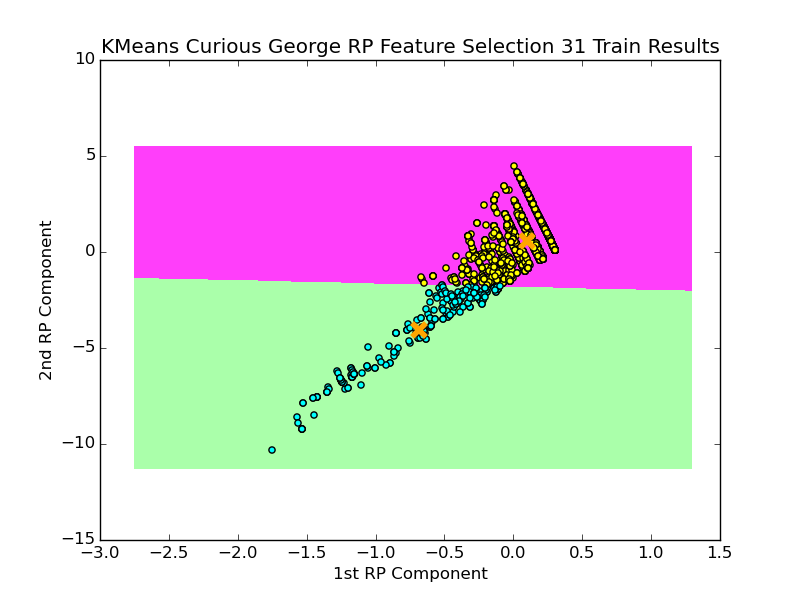 KMeans Curious George RP Feature Selection 31 Train Results
10
5
0
−5
−10
−15
2nd RP Component
−3.0 −2.5 −2.0 −1.5 −1.0 −0.5 0.0 0.5 1.0 1.5
1st RP Component